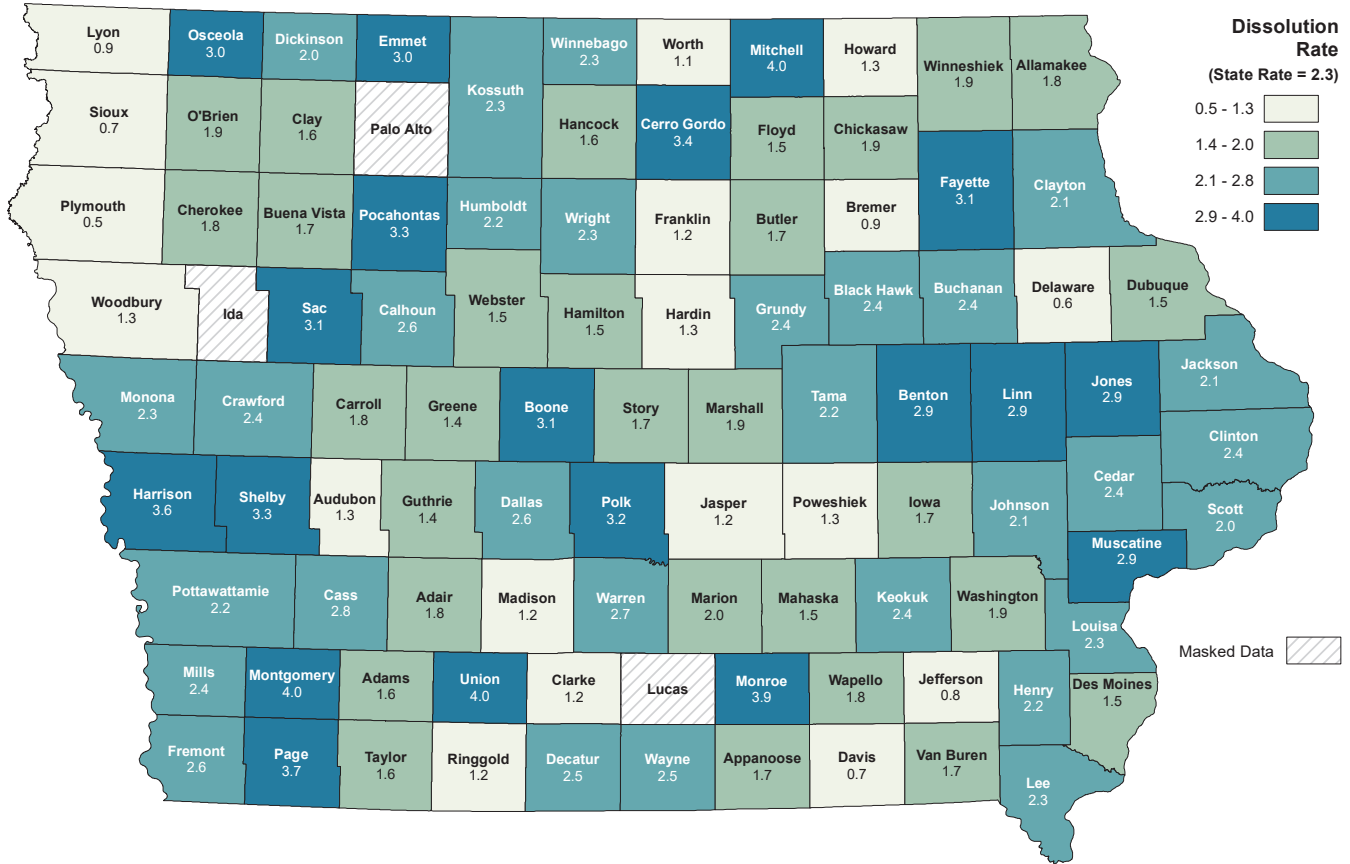 Dissolution
Rate
(State Rate = 2.3)
0.5 - 1.3
1.4 - 2.0
2.1 - 2.8
2.9 - 4.0
Lyon
0.9
Osceola
3.0
Dickinson
2.0
Emmet
3.0
Kossuth
2.3
Winnebago
2.3
Worth
1.1
Mitchell
4.0
Howard
1.3
Winneshiek
1.9
Allamakee
1.8
Sioux
0.7
O'Brien
1.9
Clay
1.6
Palo Alto
Hancock
1.6
Cerro Gordo
3.4
Floyd
1.5
Chickasaw
1.9
Fayette
3.1
Clayton
2.1
Plymouth
0.5
Cherokee
1.8
Buena Vista
1.7
Pocahontas
3.3
Humboldt
2.2
Wright
2.3
Franklin
1.2
Butler
1.7
Bremer
0.9
Woodbury
1.3
Ida
Sac
3.1
Calhoun
2.6
Webster
1.5
Hamilton
1.5
Hardin
1.3
Grundy
2.4
Black Hawk
2.4
Buchanan
2.4
Delaware
0.6
Dubuque
1.5
Monona
2.3
Crawford
2.4
Carroll
1.8
Greene
1.4
Boone
3.1
Story
1.7
Marshall
1.9
Tama
2.2
Benton
2.9
Linn
2.9
Jones
2.9
Jackson
2.1
Clinton
2.4
Harrison
3.6
Shelby
3.3
Audubon
1.3
Guthrie
1.4
Dallas
2.6
Polk
3.2
Jasper
1.2
Poweshiek
1.3
Iowa
1.7
Johnson
2.1
Cedar
2.4
Scott
2.0
Muscatine
2.9
Pottawattamie
2.2
Cass
2.8
Adair
1.8
Madison
1.2
Warren
2.7
Marion
2.0
Mahaska
1.5
Keokuk
2.4
Washington
1.9
Louisa
2.3
Masked Data
Mills
2.4
Montgomery
4.0
Adams
1.6
Union
4.0
Clarke
1.2
Lucas
Monroe
3.9
Wapello
1.8
Jefferson
0.8
Henry
2.2
Des Moines
1.5
Fremont
2.6
Page
3.7
Taylor
1.6
Ringgold
1.2
Decatur
2.5
Wayne
2.5
Appanoose
1.7
Davis
0.7
Van Buren
1.7
Lee
2.3